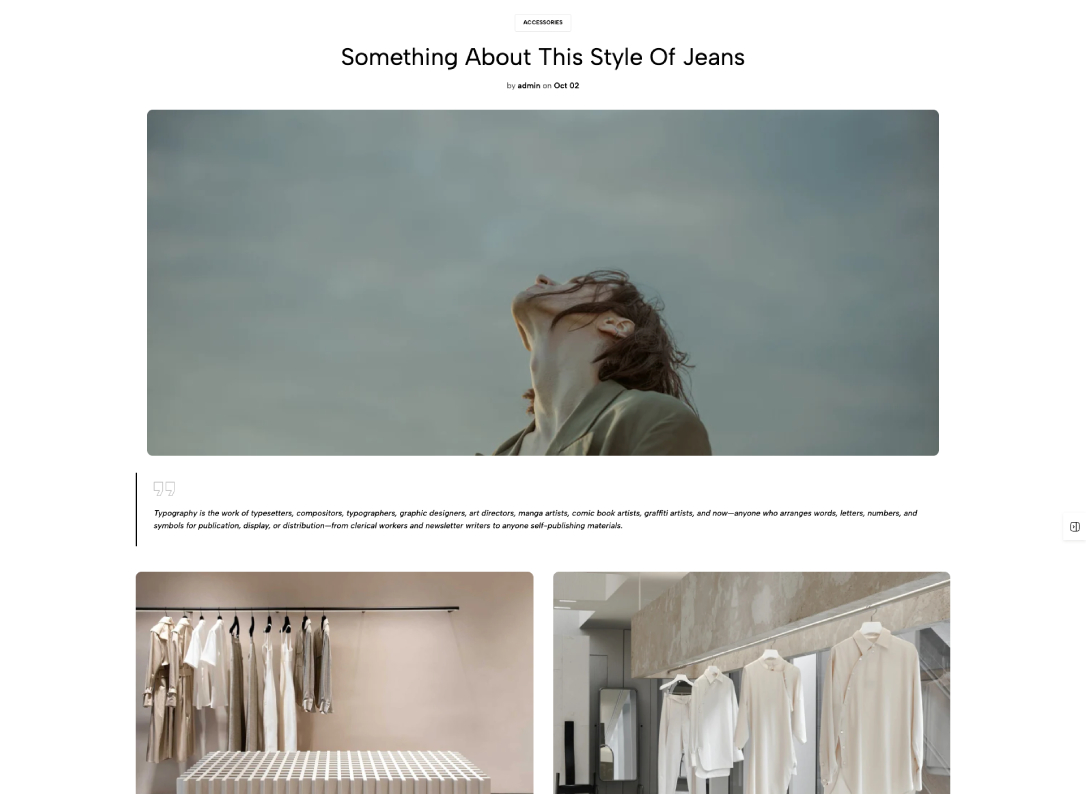 ACCESSORIES
Something About This Style Of Jeans
by admin on Oct 02
Typography is the work of typesetters, compositors, typographers, graphic designers, art directors, manga artists, comic book artists, graffiti artists, and now—anyone who arranges words, letters, numbers, and
symbols for publication, display, or distribution—from clerical workers and newsletter writers to anyone self-publishing materials.